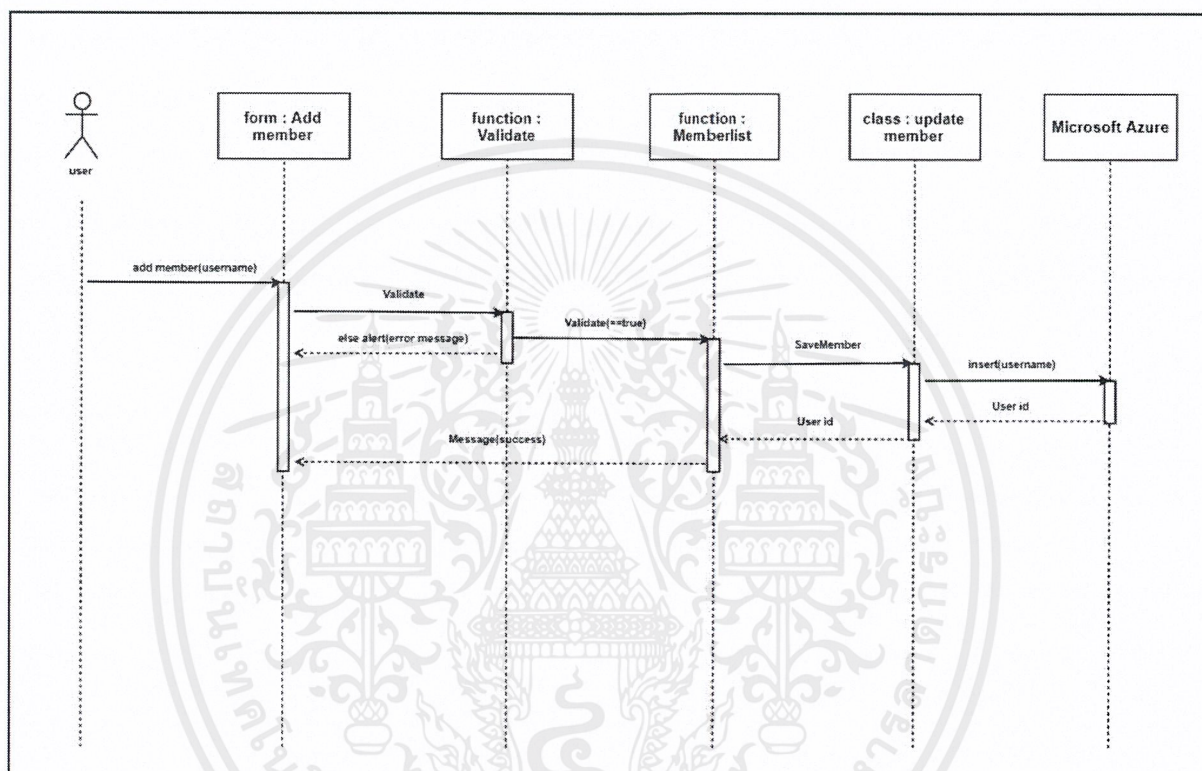 form : Add
member
function :
Validate
function :
Memberlist
class : update
member
Microsoft Azure
user
add member(username)
Validate
Validate(==true)
else alert(error message)
SaveMember
insert(username)
User id
User id
Message(success)